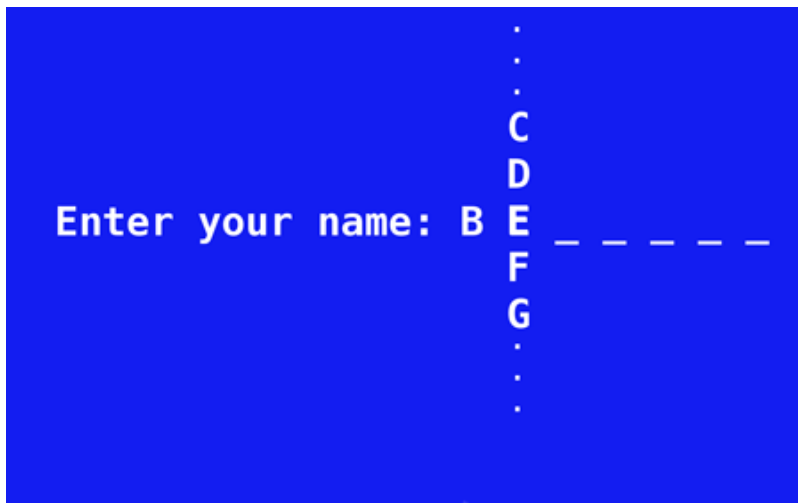 .
.
.
C
D
Enter your name: B E _ _ _ _ _
F
G
.
.
.